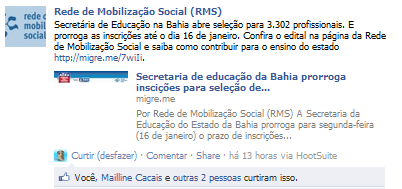 rede de
mobiliz
social
Rede de Mobilização Social (RMS)
Secretária de Educação na Bahia abre seleção para 3.302 profissionais. E
prorroga as inscrições até o dia 16 de janeiro. Confira o edital na página da Rede
de Mobilização Social e saiba como contribuir para o ensino do estado
http://migre.me/7wiIi.
Secretaria de educação da Bahia prorroga
inscições para seleção de...
migre.me
Por Rede de Mobilização Social (RMS) A Secretaria da
Educação do Estado da Bahia prorroga para segunda-feira
(16 de janeiro) o prazo de inscrições...
Curtir (desfazer) · Comentar · Share · há 13 horas via HootSuite
Você, Mailline Cacais e outras 2 pessoas curtiram isso.